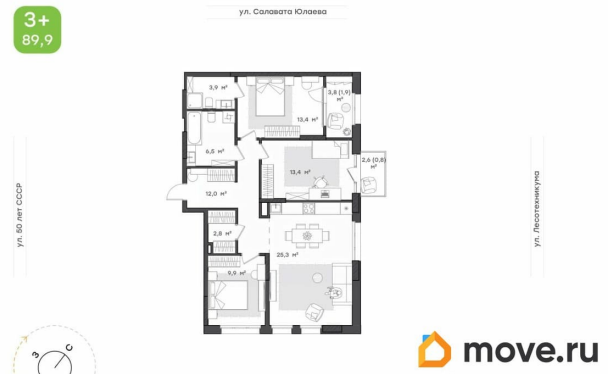 3+
89,9
ул. Салавата Юлаева
3,9 м²
3,8 (1,9)
м²
13,4 м²
6,5 м²
2,6 (0,8)
м²
13,4 м²
12,0 м²
2,8 м²
25,3 м²
9,9 м²
ул. 50 лет СССР
ул. Лесотехникума
З
С
move.ru